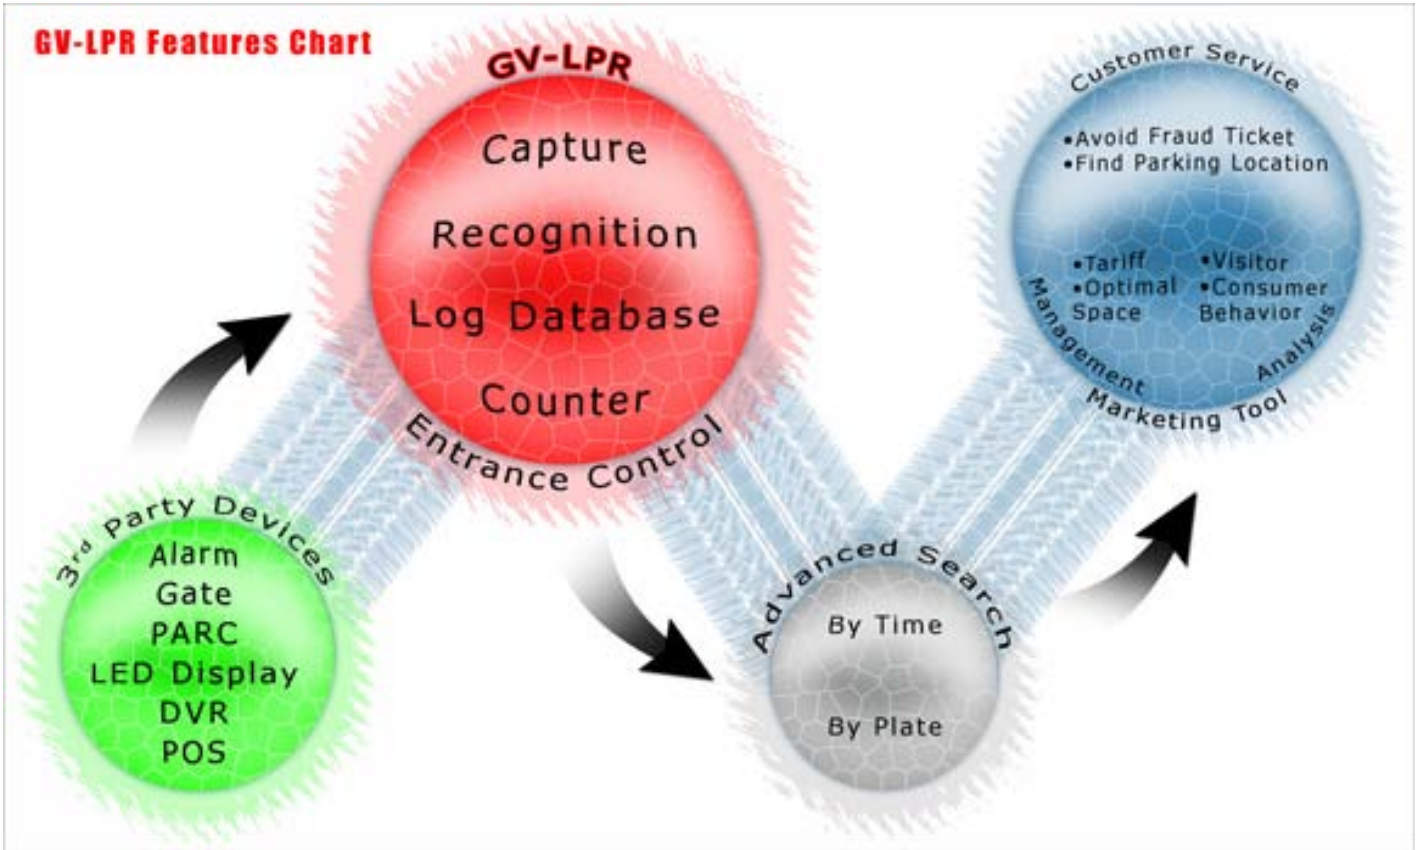 GV-LPR Features Chart
GV-LPR
Capture
Recognition
Log Database
Counter
Entrance Control
3rd Party Devices
Alarm
Gate
PARC
LED Display
DVR
POS
Advanced Search
By Time
By Plate
Customer Service
•Avoid Fraud Ticket
•Find Parking Location
•Tariff
•Optimal
Space
•Visitor
•Consumer
Behavior
Management
Analysis
Marketing Tool